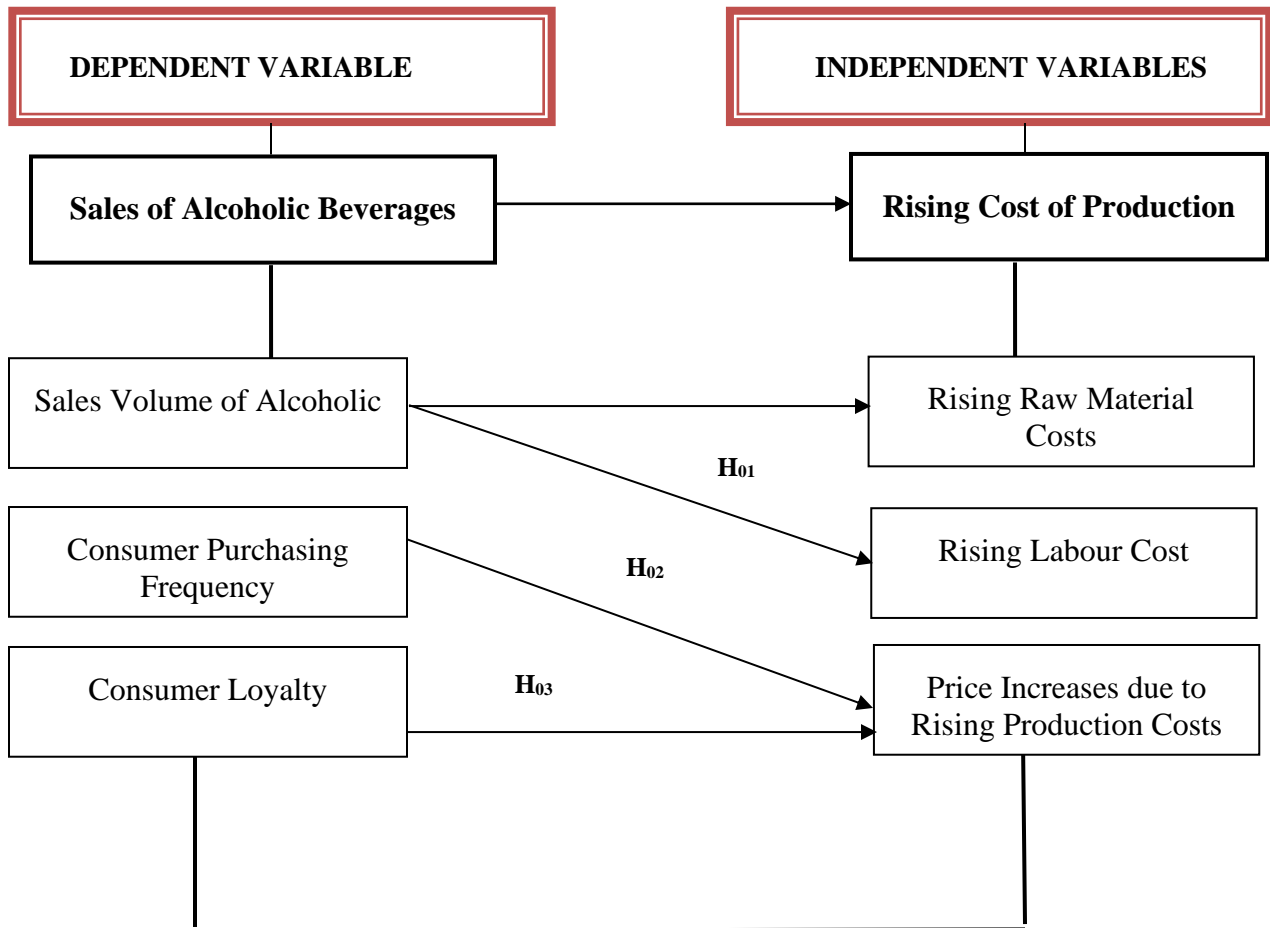 DEPENDENT VARIABLE
INDEPENDENT VARIABLES
Sales of Alcoholic Beverages
Rising Cost of Production
Sales Volume of Alcoholic
Rising Raw Material
Costs
H01
Consumer Purchasing
Frequency
H02
Rising Labour Cost
Consumer Loyalty
H03
Price Increases due to
Rising Production Costs